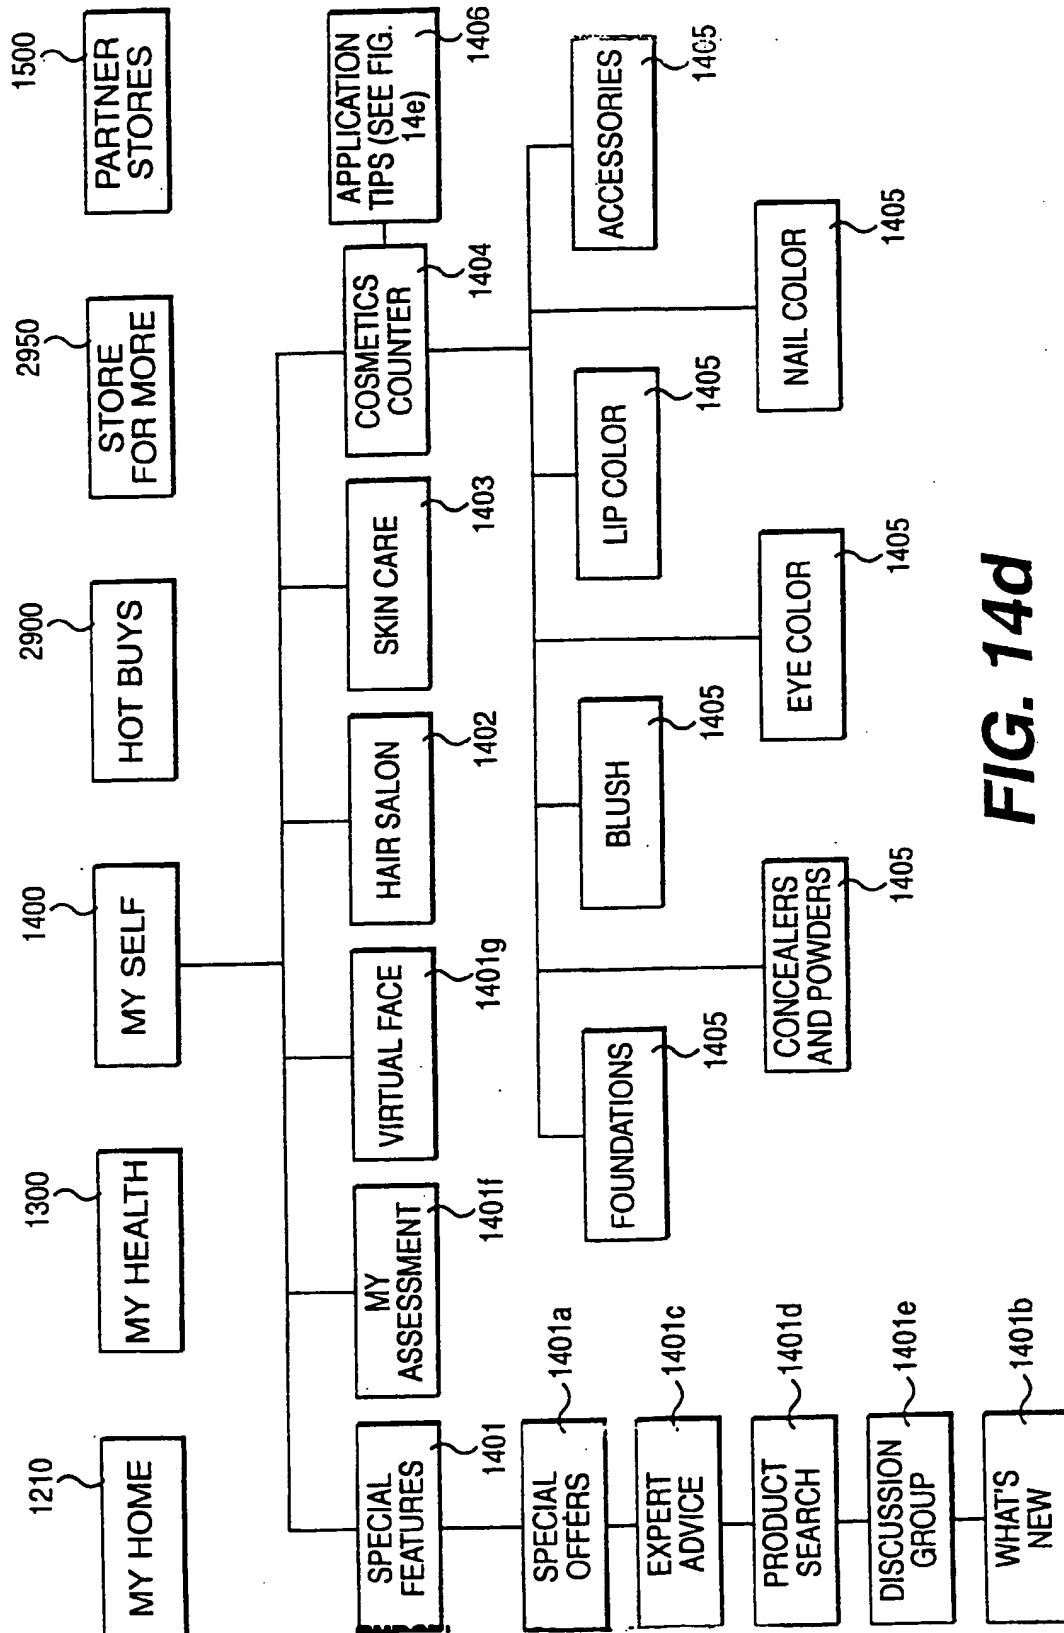 1210
MY HOME
1300
MY HEALTH
1400
MY SELF
2900
HOT BUYS
2950
STORE
FOR MORE
1500
PARTNER
STORES
SPECIAL
FEATURES
1401
MY
ASSESSMENT
1401f
VIRTUAL FACE
1401g
HAIR SALON
1402
SKIN CARE
1403
COSMETICS
COUNTER
1404
APPLICATION
TIPS (SEE FIG.
14e)
1406
SPECIAL
OFFERS
1401a
EXPERT
ADVICE
1401c
PRODUCT
SEARCH
1401d
DISCUSSION
GROUP
1401e
WHAT'S
NEW
1401b
FOUNDATIONS
1405
BLUSH
1405
LIP COLOR
1405
ACCESSORIES
1405
CONCEALERS
AND POWDERS
1405
EYE COLOR
1405
NAIL COLOR
1405
FIG. 14d